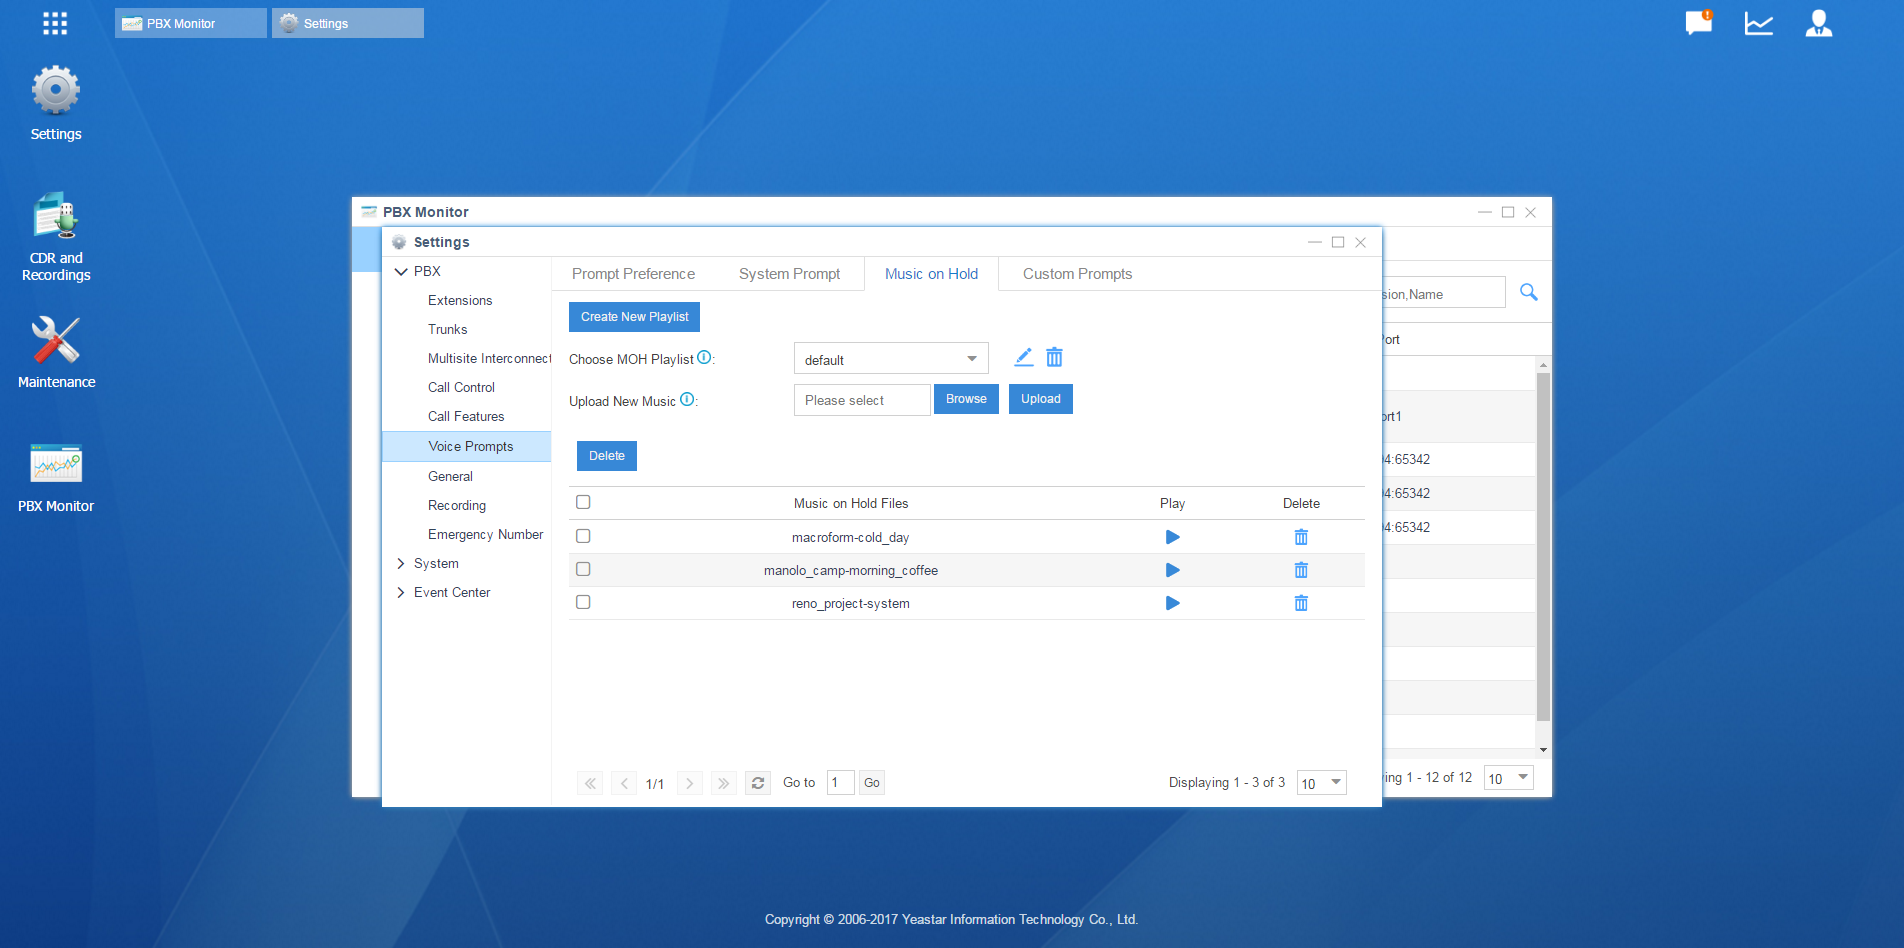 PBX Monitor
Settings
Settings
CDR and
Recordings
Maintenance
PBX Monitor
PBX Monitor
Settings
PBX
Extensions
Trunks
Multisite Interconnect
Call Control
Call Features
Voice Prompts
General
Recording
Emergency Number
System
Event Center
Prompt Preference
System Prompt
Music on Hold
Custom Prompts
Create New Playlist
Choose MOH Playlist :
default
Upload New Music :
Please select
Browse
Upload
Delete
Music on Hold Files
Play
Delete
macroform-cold_day
manolo_camp-morning_coffee
reno_project-system
1/1
Go to
1
Go
Displaying 1 - 3 of 3
10
sion,Name
Port
ort1
04:65342
04:65342
04:65342
ing 1 - 12 of 12
10
Copyright © 2006-2017 Yeastar Information Technology Co., Ltd.